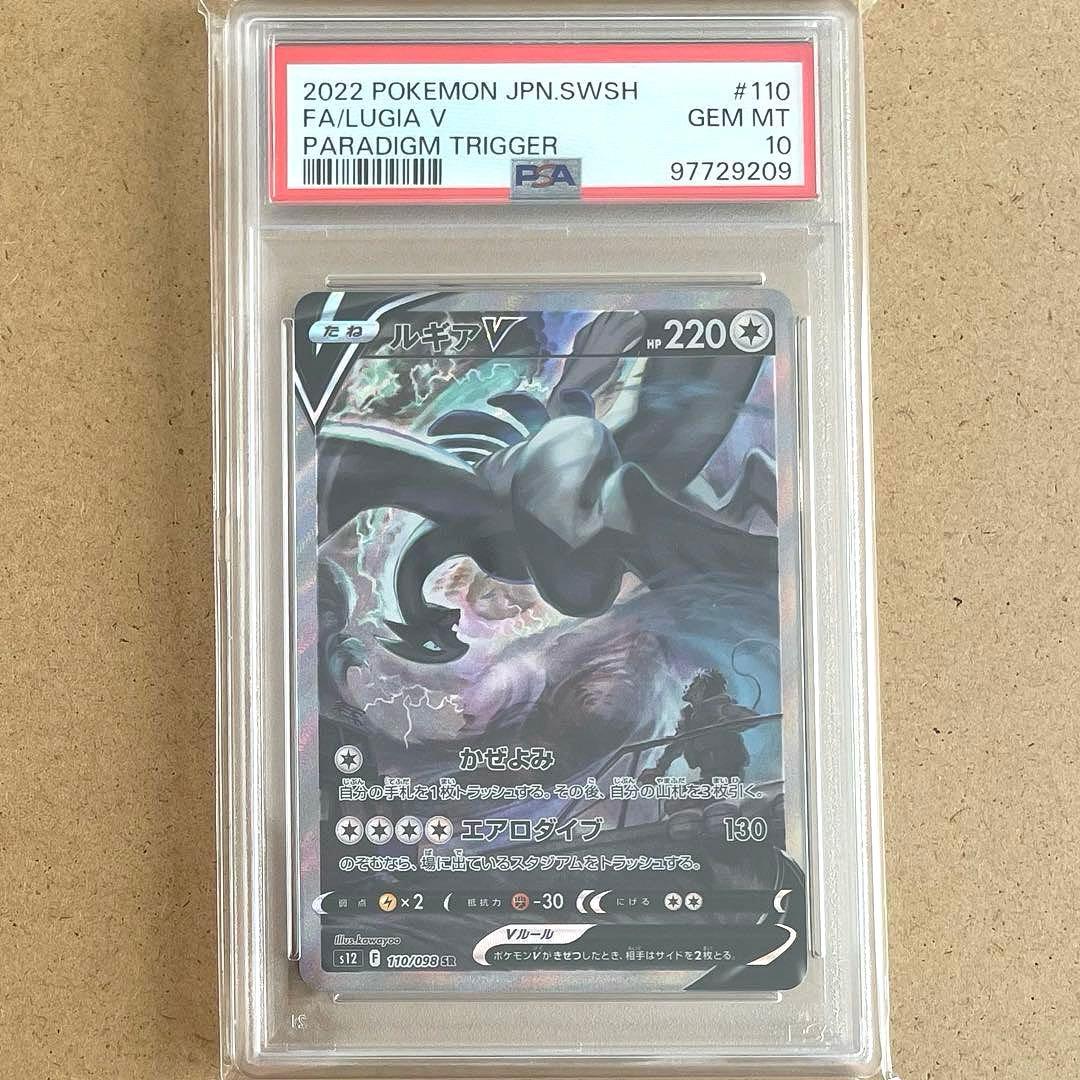 2022 POKEMON JPN.SWSH #110
FA/LUGIA V GEM MT
PARADIGM TRIGGER 10
PSA 97729209
たね ルギアV HP 220
かぜよみ
自分の手札を1枚トラッシュする。その後、自分の山札を3枚引く。
エアロダイブ 130
のぞむなら、場に出ているスタジアムをトラッシュする。
弱点 ×2 抵抗力 -30 にげる
Vルール
ポケモンVがきぜつしたとき、相手はサイドを2枚とる。
illus.kawayoo
s12 F 110/098 SR